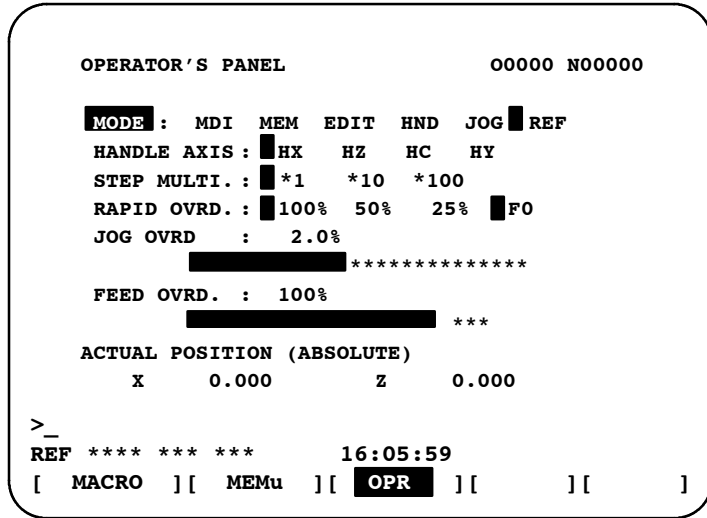 OPERATOR'S PANEL O0000 N00000
MODE : MDI MEM EDIT HND JOG REF
HANDLE AXIS : HX HZ HC HY
STEP MULTI. : *1 *10 *100
RAPID OVRD. : 100% 50% 25% F0
JOG OVRD : 2.0%
**************
FEED OVRD. : 100%
***
ACTUAL POSITION (ABSOLUTE)
X 0.000 Z 0.000
>_
REF **** *** *** 16:05:59
[ MACRO ][ MEMu ][ OPR ][ ][ ]